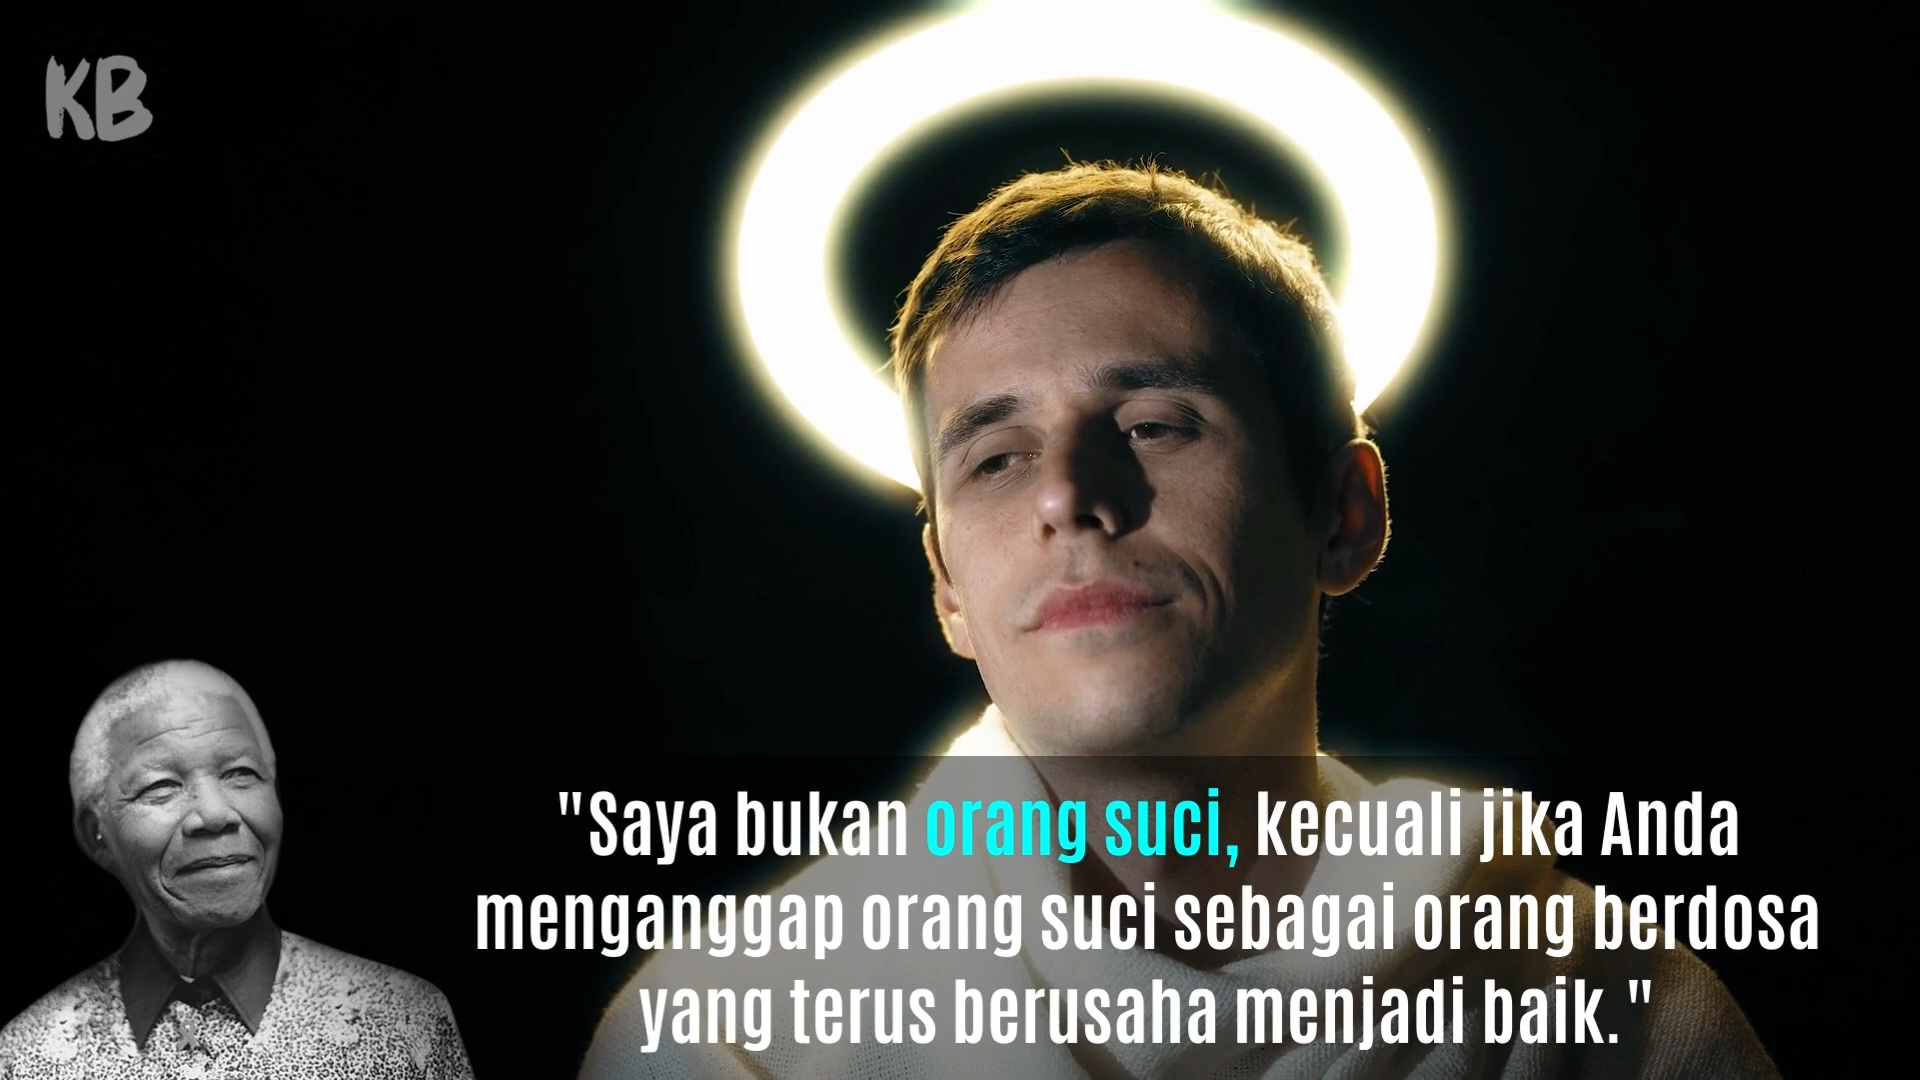 KB
"Saya bukan orang suci, kecuali jika Anda
menganggap orang suci sebagai orang berdosa
yang terus berusaha menjadi baik."